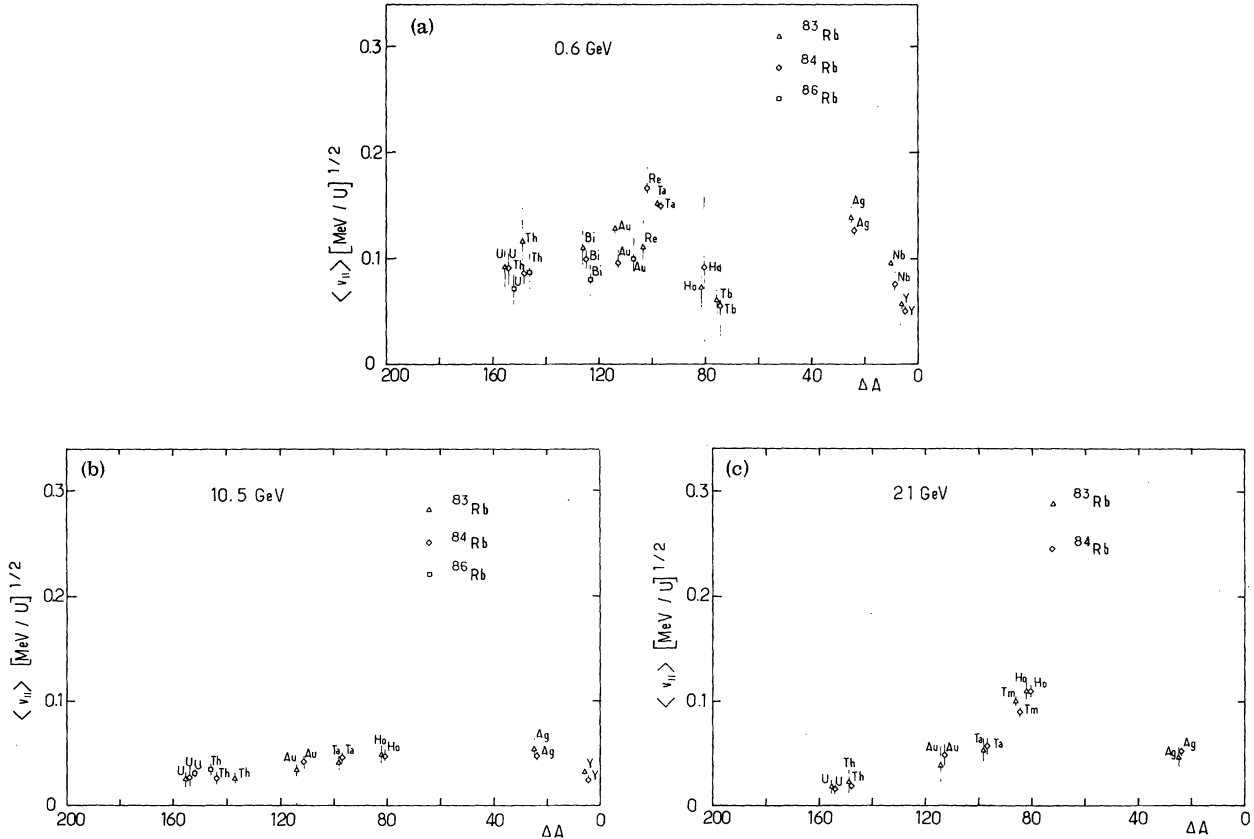 (a)
0.6 GeV
△ 83Rb
◇ 84Rb
□ 86Rb
0.3
0.2
0.1
0
⟨v||⟩ [MeV / U] 1/2
Re
Ta
Ta
Ag
Ag
Th
Au
Bi
Re
U
U
Th
Th
Bi
Au
Au
Bi
U
Ho
Ho
Tb
Tb
Nb
Nb
Y
Y
200 160 120 80 40 0
ΔA
(b)
10.5 GeV
△ 83Rb
◇ 84Rb
□ 86Rb
0.3
0.2
0.1
0
⟨v||⟩ [MeV / U] 1/2
U
U
U
Th
Th
Th
Au
Au
Ta
Ta
Ho
Ho
Ag
Ag
Y
Y
200 160 120 80 40 0
ΔA
(c)
21 GeV
△ 83Rb
◇ 84Rb
0.3
0.2
0.1
0
⟨v||⟩ [MeV / U] 1/2
U
U
Th
Th
Au
Au
Ta
Ta
Tm
Tm
Ho
Ho
Ag
Ag
200 160 120 80 40 0
ΔA